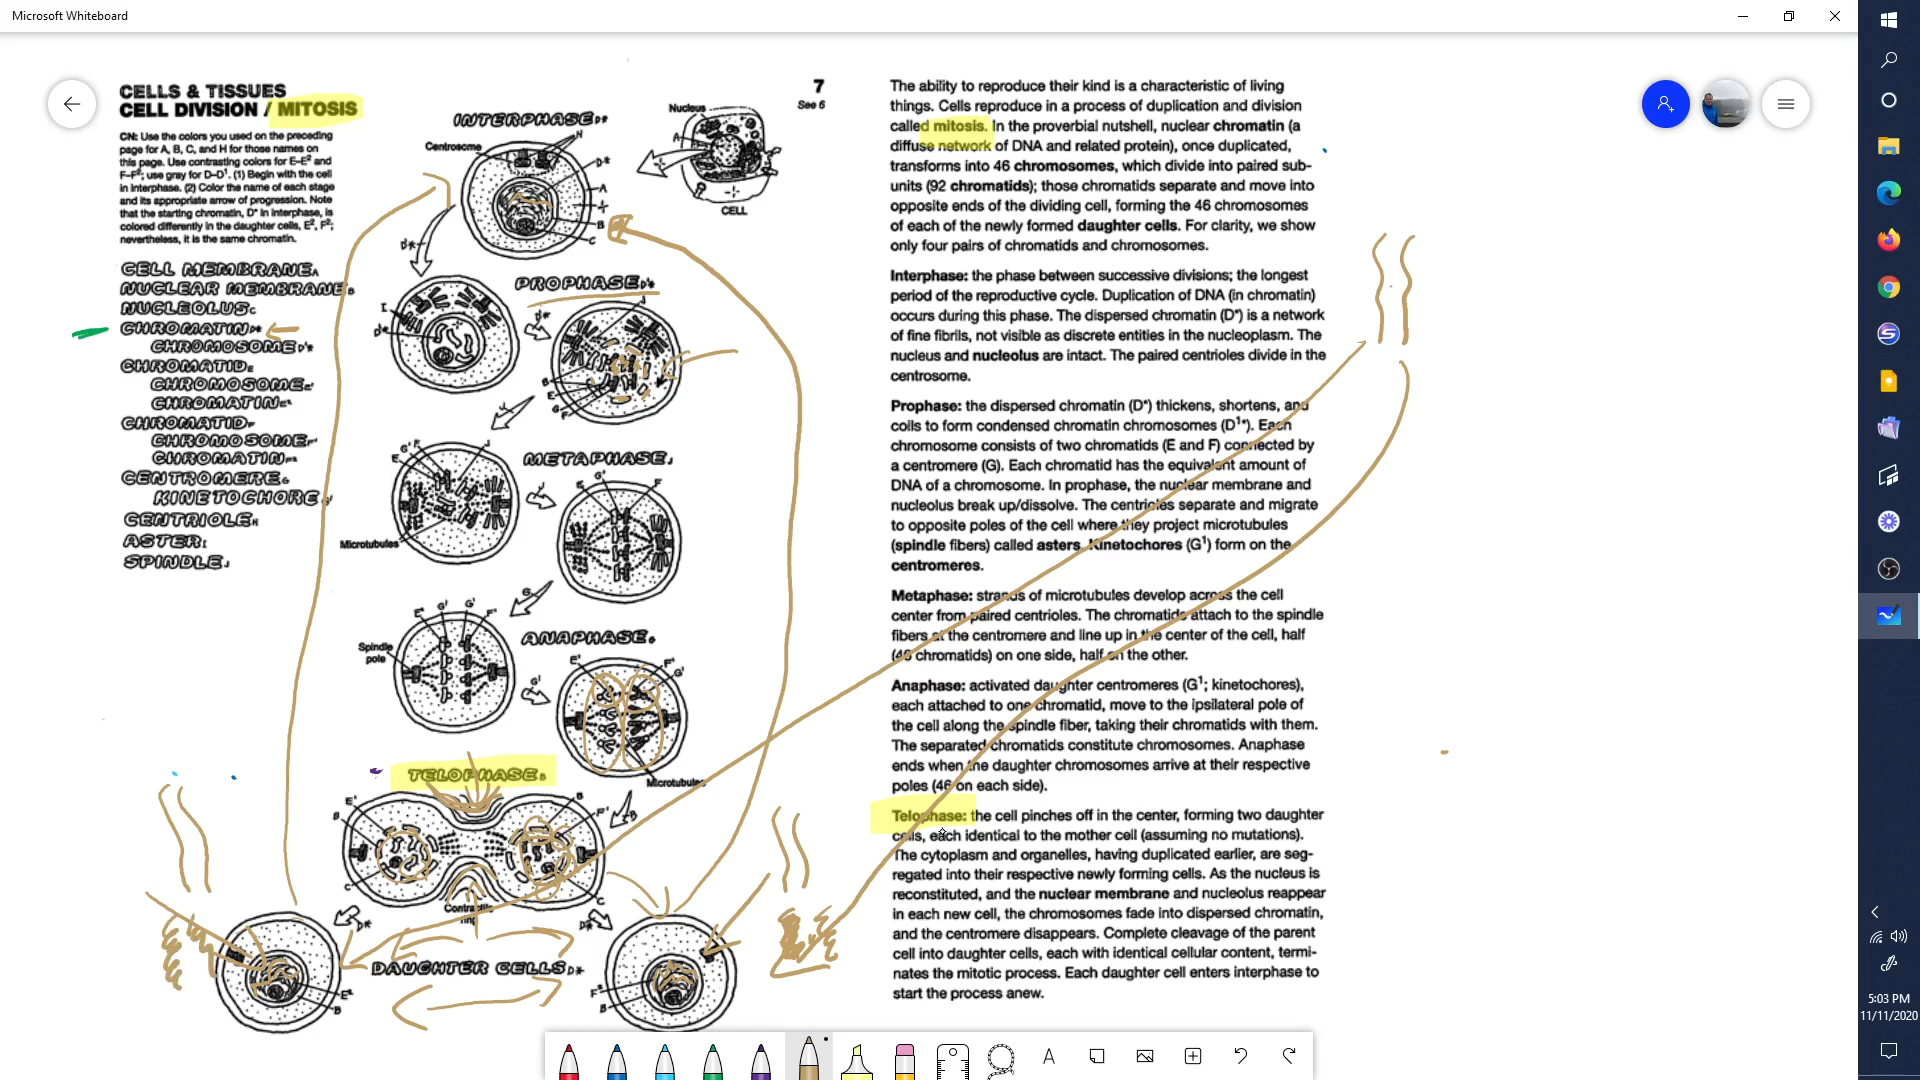 Microsoft Whiteboard
CELLS & TISSUES
CELL DIVISION / MITOSIS
CN: Use the colors you used on the preceding
page for A, B, C, and H for those names on
this page. Use contrasting colors for E–E² and
F–F²; use gray for D–D¹. (1) Begin with the cell
in interphase. (2) Color the name of each stage
and its appropriate arrow of progression. Note
that the starting chromatin, D* in interphase, is
colored differently in the daughter cells, E², F²;
nevertheless, it is the same chromatin.
CELL MEMBRANE A
NUCLEAR MEMBRANE B
NUCLEOLUS C
CHROMATIN D*
CHROMOSOME D¹*
CHROMATID E
CHROMOSOME E¹
CHROMATIN E²
CHROMATID F
CHROMOSOME F¹
CHROMATIN F²
CENTROMERE G
KINETOCHORE G¹
CENTRIOLE H
ASTER I
SPINDLE J
7
See 6
INTERPHASE D*
Centrosome
H
D*
A
B
C
Nucleus
A
CELL
D*
PROPHASE D¹*
I
D¹*
D¹*
J
B
E
G
F
METAPHASE J
E
G¹
F
J
J
E
G¹
F
Microtubules
G
ANAPHASE G
E¹
G¹
G¹
F¹
Spindle
pole
G¹
E¹
F¹
G¹
Microtubules
TELOPHASE B
E¹
B
B
F¹
B
C
C
Contractile
ring
D*
D*
DAUGHTER CELLS D*
E²
B
F²
B
The ability to reproduce their kind is a characteristic of living
things. Cells reproduce in a process of duplication and division
called mitosis. In the proverbial nutshell, nuclear chromatin (a
diffuse network of DNA and related protein), once duplicated,
transforms into 46 chromosomes, which divide into paired sub-
units (92 chromatids); those chromatids separate and move into
opposite ends of the dividing cell, forming the 46 chromosomes
of each of the newly formed daughter cells. For clarity, we show
only four pairs of chromatids and chromosomes.
Interphase: the phase between successive divisions; the longest
period of the reproductive cycle. Duplication of DNA (in chromatin)
occurs during this phase. The dispersed chromatin (D*) is a network
of fine fibrils, not visible as discrete entities in the nucleoplasm. The
nucleus and nucleolus are intact. The paired centrioles divide in the
centrosome.
Prophase: the dispersed chromatin (D*) thickens, shortens, and
coils to form condensed chromatin chromosomes (D¹*). Each
chromosome consists of two chromatids (E and F) connected by
a centromere (G). Each chromatid has the equivalent amount of
DNA of a chromosome. In prophase, the nuclear membrane and
nucleolus break up/dissolve. The centrioles separate and migrate
to opposite poles of the cell where they project microtubules
(spindle fibers) called asters. Kinetochores (G¹) form on the
centromeres.
Metaphase: strands of microtubules develop across the cell
center from paired centrioles. The chromatids attach to the spindle
fibers at the centromere and line up in the center of the cell, half
(46 chromatids) on one side, half on the other.
Anaphase: activated daughter centromeres (G¹; kinetochores),
each attached to one chromatid, move to the ipsilateral pole of
the cell along the spindle fiber, taking their chromatids with them.
The separated chromatids constitute chromosomes. Anaphase
ends when the daughter chromosomes arrive at their respective
poles (46 on each side).
Telophase: the cell pinches off in the center, forming two daughter
cells, each identical to the mother cell (assuming no mutations).
The cytoplasm and organelles, having duplicated earlier, are seg-
regated into their respective newly forming cells. As the nucleus is
reconstituted, and the nuclear membrane and nucleolus reappear
in each new cell, the chromosomes fade into dispersed chromatin,
and the centromere disappears. Complete cleavage of the parent
cell into daughter cells, each with identical cellular content, termi-
nates the mitotic process. Each daughter cell enters interphase to
start the process anew.
5:03 PM
11/11/2020